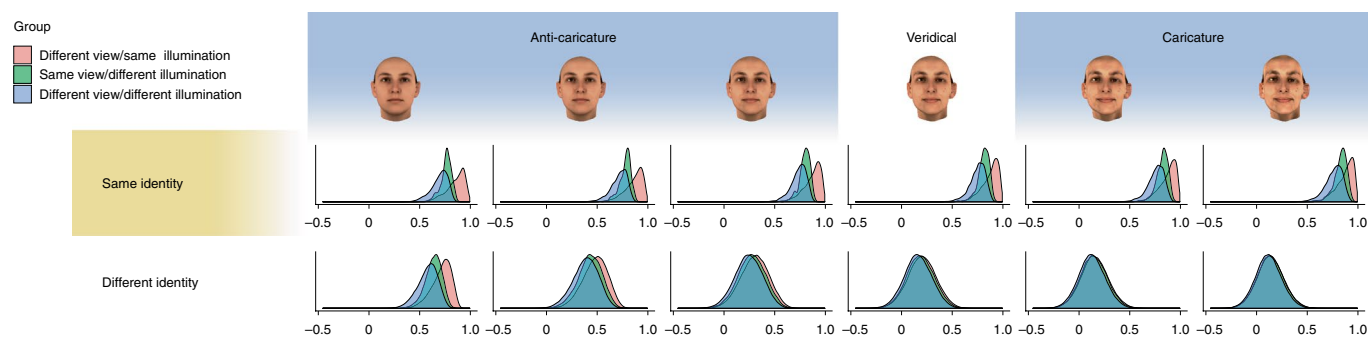 Group
Different view/same illumination
Same view/different illumination
Different view/different illumination
Anti-caricature Veridical Caricature
Same identity
–0.5 0 0.5 1.0 –0.5 0 0.5 1.0 –0.5 0 0.5 1.0 –0.5 0 0.5 1.0 –0.5 0 0.5 1.0 –0.5 0 0.5 1.0
Different identity
–0.5 0 0.5 1.0 –0.5 0 0.5 1.0 –0.5 0 0.5 1.0 –0.5 0 0.5 1.0 –0.5 0 0.5 1.0 –0.5 0 0.5 1.0